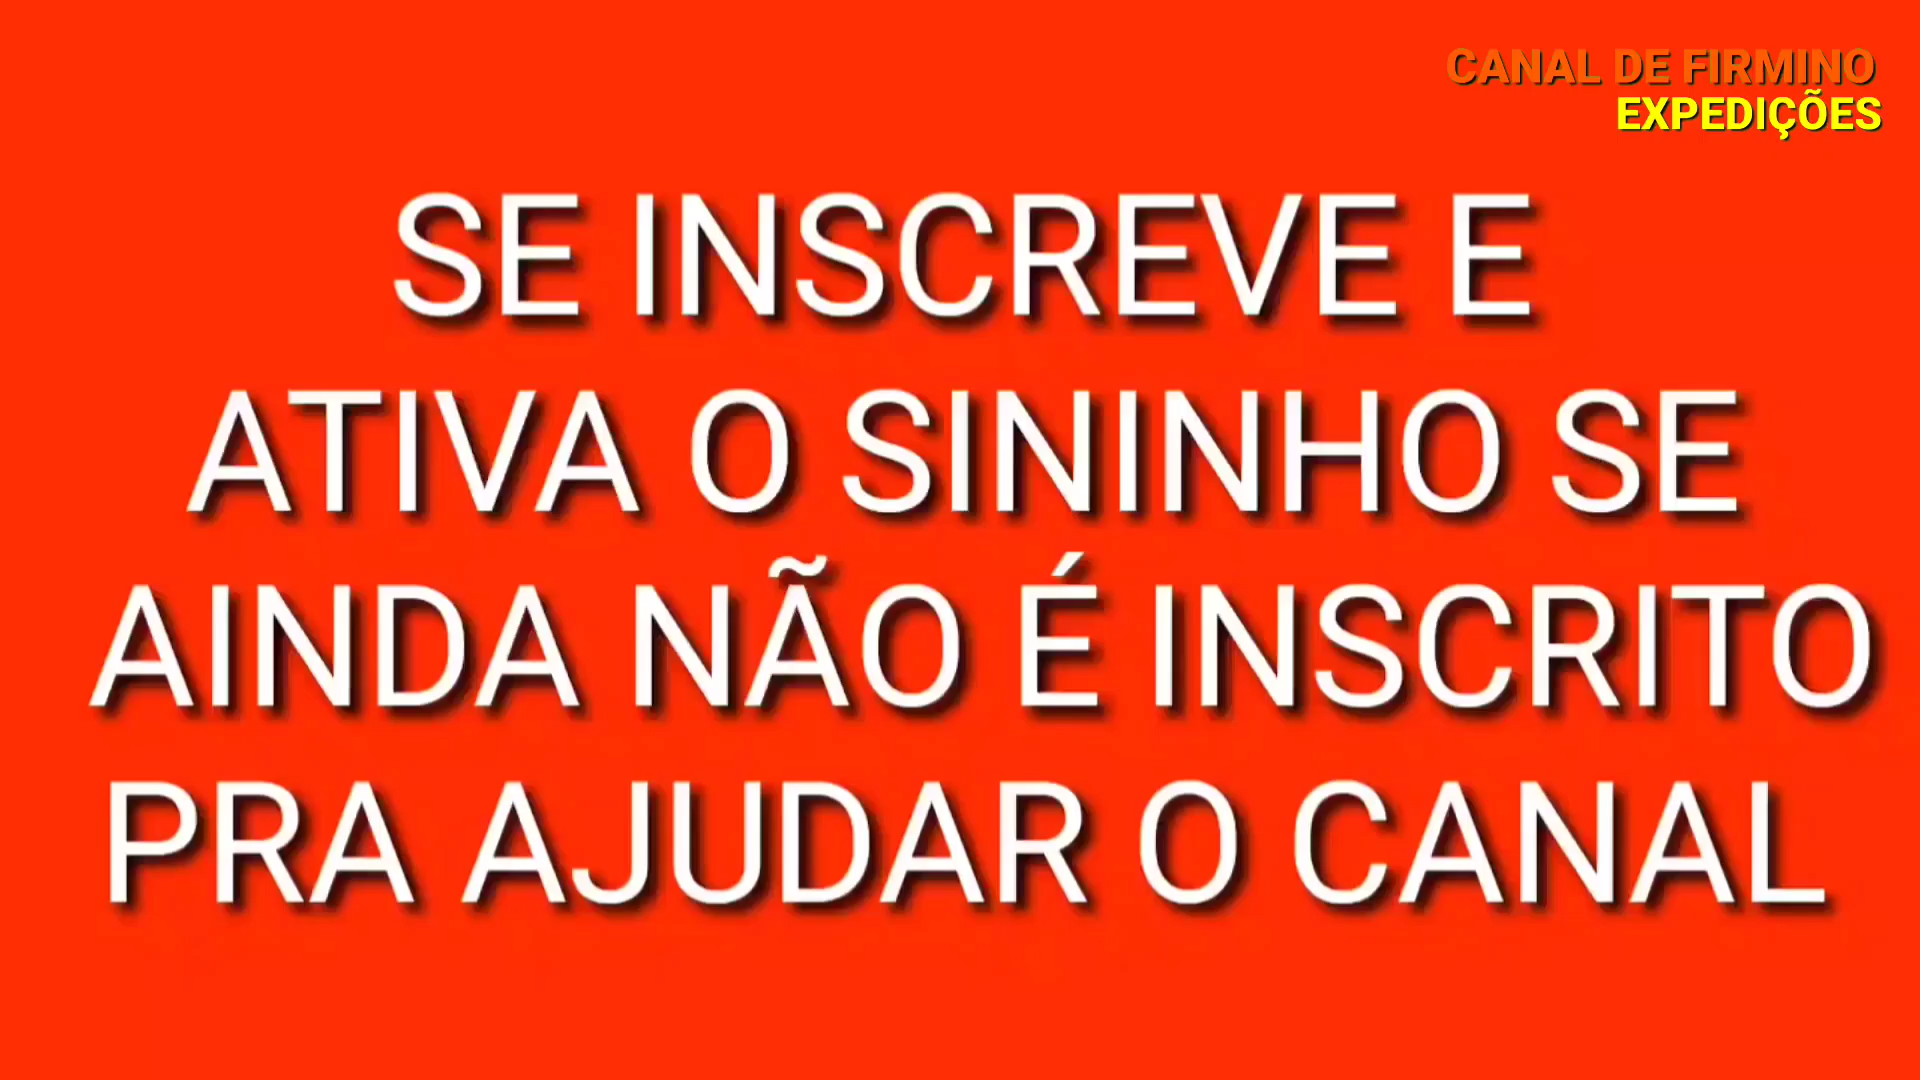 CANAL DE FIRMINO
EXPEDIÇÕES
SE INSCREVE E
ATIVA O SININHO SE
AINDA NÃO É INSCRITO
PRA AJUDAR O CANAL